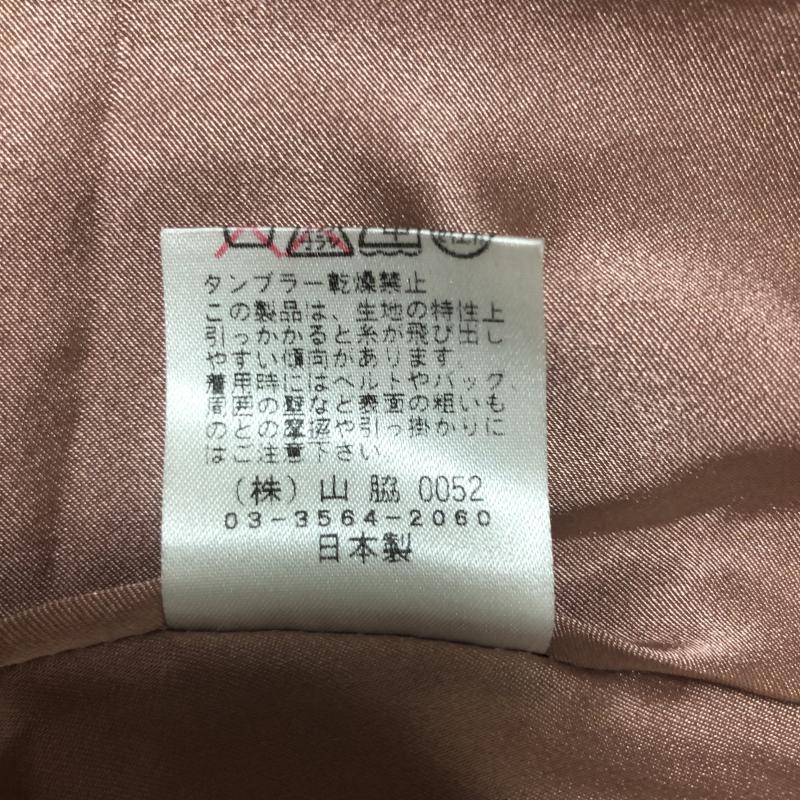 エンソ
タンブラー乾燥禁止
この製品は、生地の特性上
引っかかると糸が飛び出し
やすい傾向があります
着用時にはベルトやバッグ、
周囲の壁など表面の粗いも
のとの摩擦や引っ掛かりに
はご注意下さい
(株)山 脇 0052
03-3564-2060
日本製